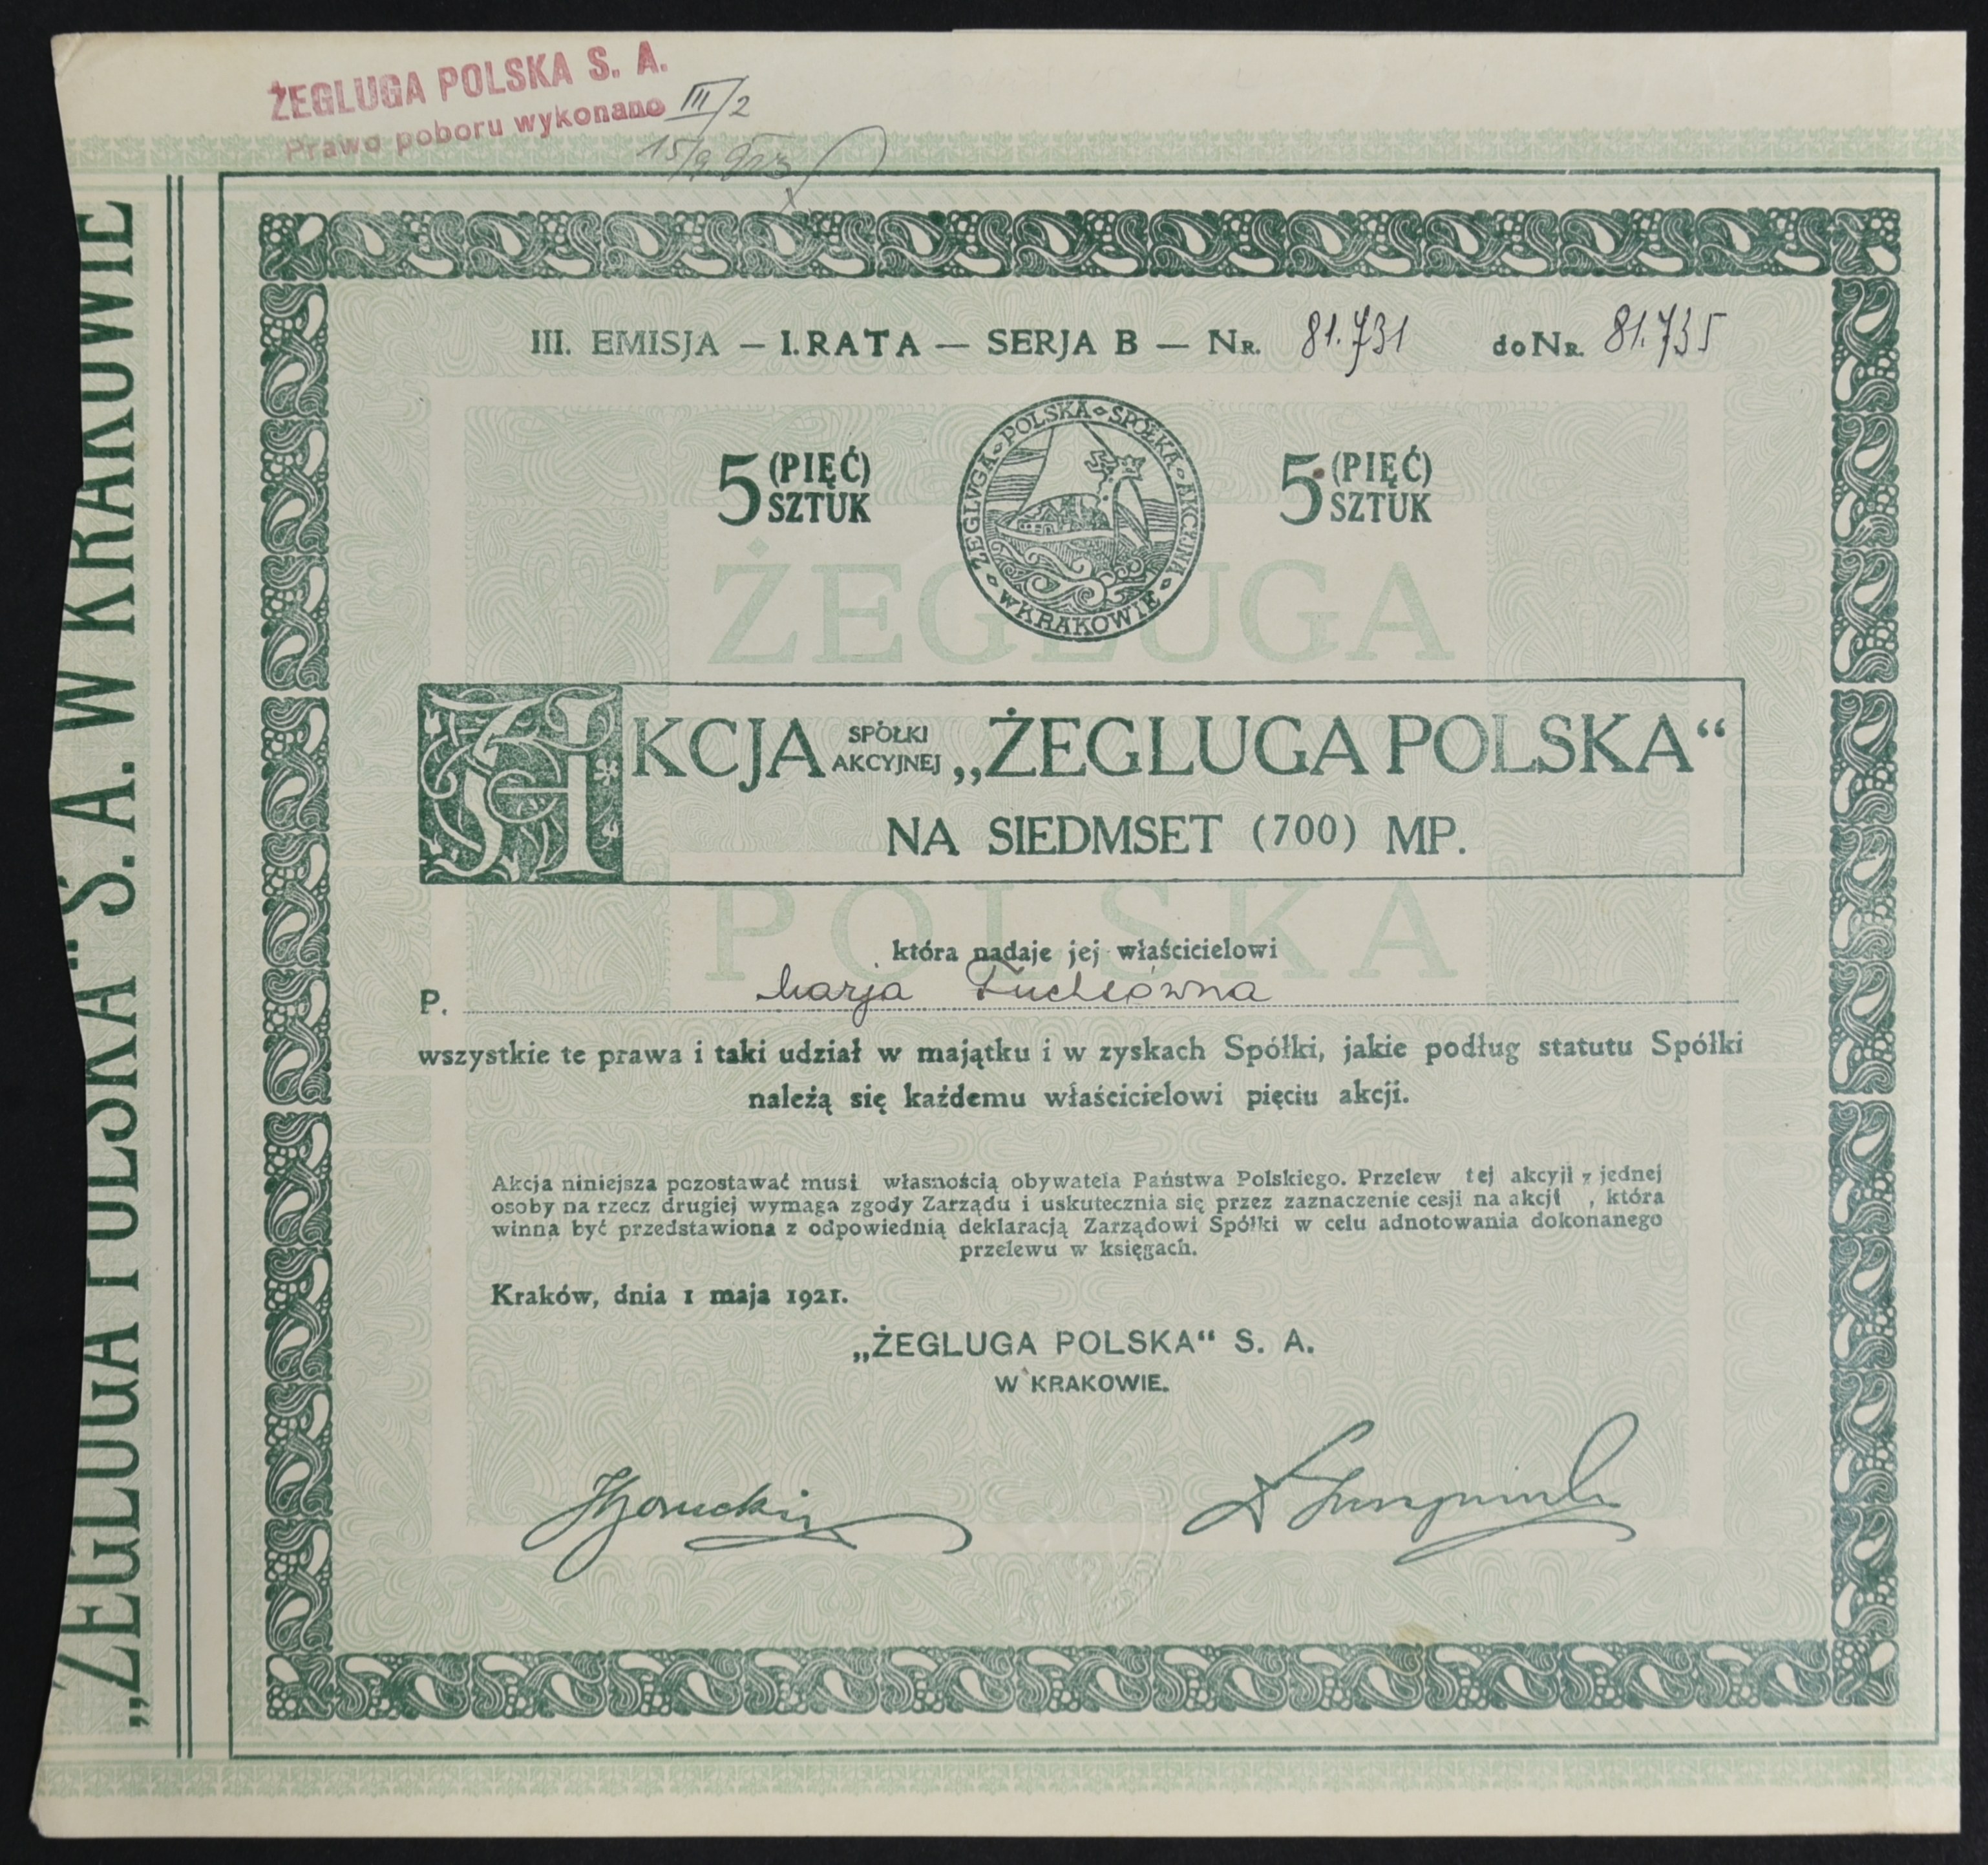 ŻEGLUGA POLSKA S. A.
Prawo poboru wykonano III/2
15/9
„ŻEGLUGA POLSKA" S. A. W KRAKOWIE
III. EMISJA — I. RATA — SERJA B — NR. 81.731 do NR. 81.735
5 (PIĘĆ) SZTUK
ŻEGLUGA POLSKA SPÓŁKA AKCYJNA W KRAKOWIE
5 (PIĘĆ) SZTUK
ŻEGLUGA
AKCJA SPÓŁKI AKCYJNEJ „ŻEGLUGA POLSKA“
NA SIEDMSET (700) MP.
POLSKA
która nadaje jej właścicielowi
P. Marja Fuchsówna
wszystkie te prawa i taki udział w majątku i w zyskach Spółki, jakie podług statutu Spółki
należą się każdemu właścicielowi pięciu akcji.
Akcja niniejsza pozostawać musi własnością obywatela Państwa Polskiego. Przelew tej akcyji z jednej
osoby na rzecz drugiej wymaga zgody Zarządu i uskutecznia się przez zaznaczenie cesji na akcji , która
winna być przedstawiona z odpowiednią deklaracją Zarządowi Spółki w celu adnotowania dokonanego
przelewu w księgach.
Kraków, dnia 1 maja 1921.
„ŻEGLUGA POLSKA“ S. A.
W KRAKOWIE.